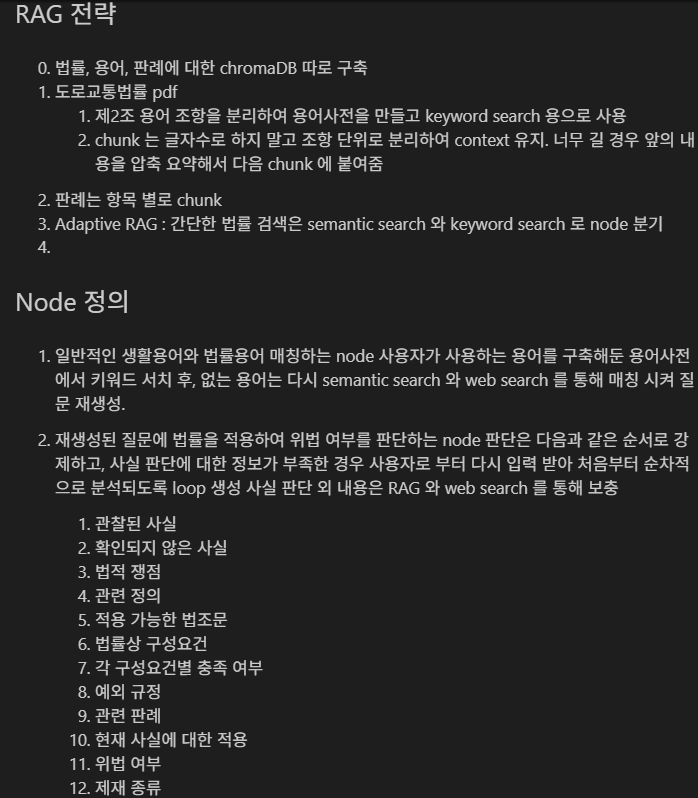 RAG 전략
0. 법률, 용어, 판례에 대한 chromaDB 따로 구축
1. 도로교통법률 pdf
1. 제2조 용어 조항을 분리하여 용어사전을 만들고 keyword search 용으로 사용
2. chunk 는 글자수로 하지 말고 조항 단위로 분리하여 context 유지. 너무 길 경우 앞의 내
용을 압축 요약해서 다음 chunk 에 붙여줌
2. 판례는 항목 별로 chunk
3. Adaptive RAG : 간단한 법률 검색은 semantic search 와 keyword search 로 node 분기
4.
Node 정의
1. 일반적인 생활용어와 법률용어 매칭하는 node 사용자가 사용하는 용어를 구축해둔 용어사전
에서 키워드 서치 후, 없는 용어는 다시 semantic search 와 web search 를 통해 매칭 시켜 질
문 재생성.
2. 재생성된 질문에 법률을 적용하여 위법 여부를 판단하는 node 판단은 다음과 같은 순서로 강
제하고, 사실 판단에 대한 정보가 부족한 경우 사용자로 부터 다시 입력 받아 처음부터 순차적
으로 분석되도록 loop 생성 사실 판단 외 내용은 RAG 와 web search 를 통해 보충
1. 관찰된 사실
2. 확인되지 않은 사실
3. 법적 쟁점
4. 관련 정의
5. 적용 가능한 법조문
6. 법률상 구성요건
7. 각 구성요건별 충족 여부
8. 예외 규정
9. 관련 판례
10. 현재 사실에 대한 적용
11. 위법 여부
12. 제재 종류